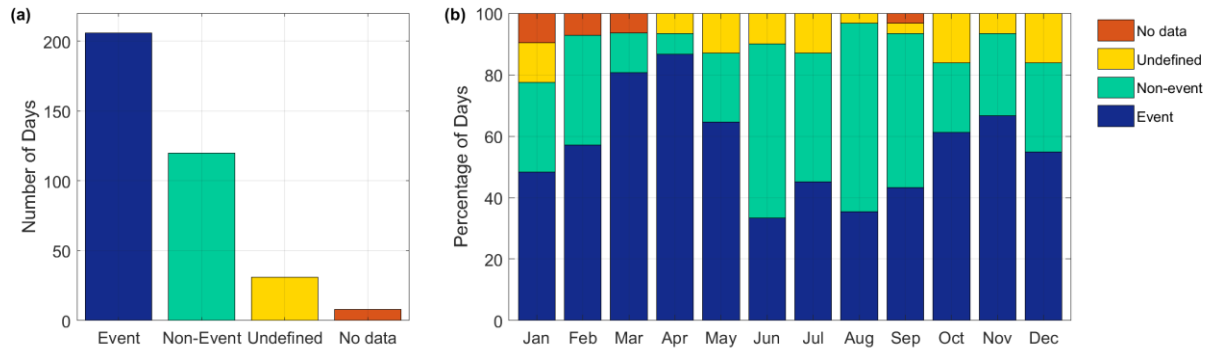 (a)
Number of Days
200
150
100
50
0
Event Non-Event Undefined No data
(b)
Percentage of Days
100
80
60
40
20
0
Jan Feb Mar Apr May Jun Jul Aug Sep Oct Nov Dec
No data
Undefined
Non-event
Event